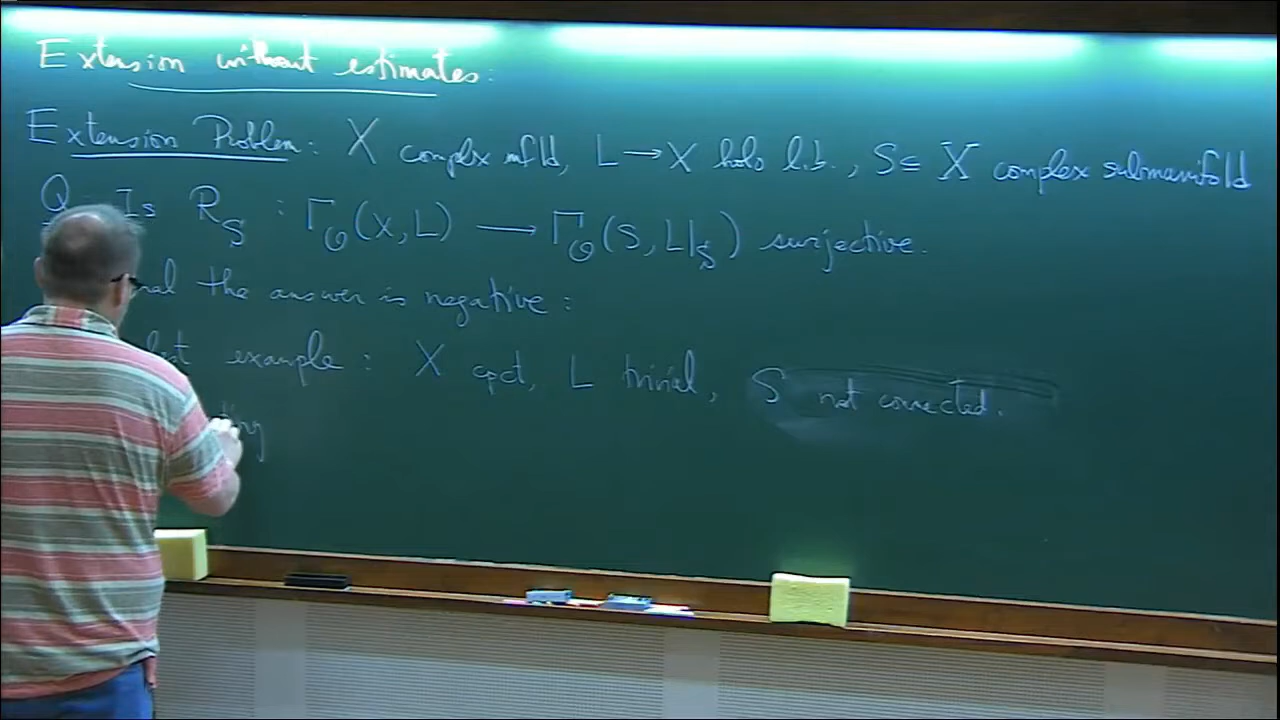 Extension without estimates:
Extension Problem: X complex mfld, L → X holo l.b., S ⊆ X complex submanifold
Q Is R_S : Γ_O(X, L) → Γ_O(S, L|_S) surjective.
the answer is negative:
example: X cpct, L trivial, S not connected.